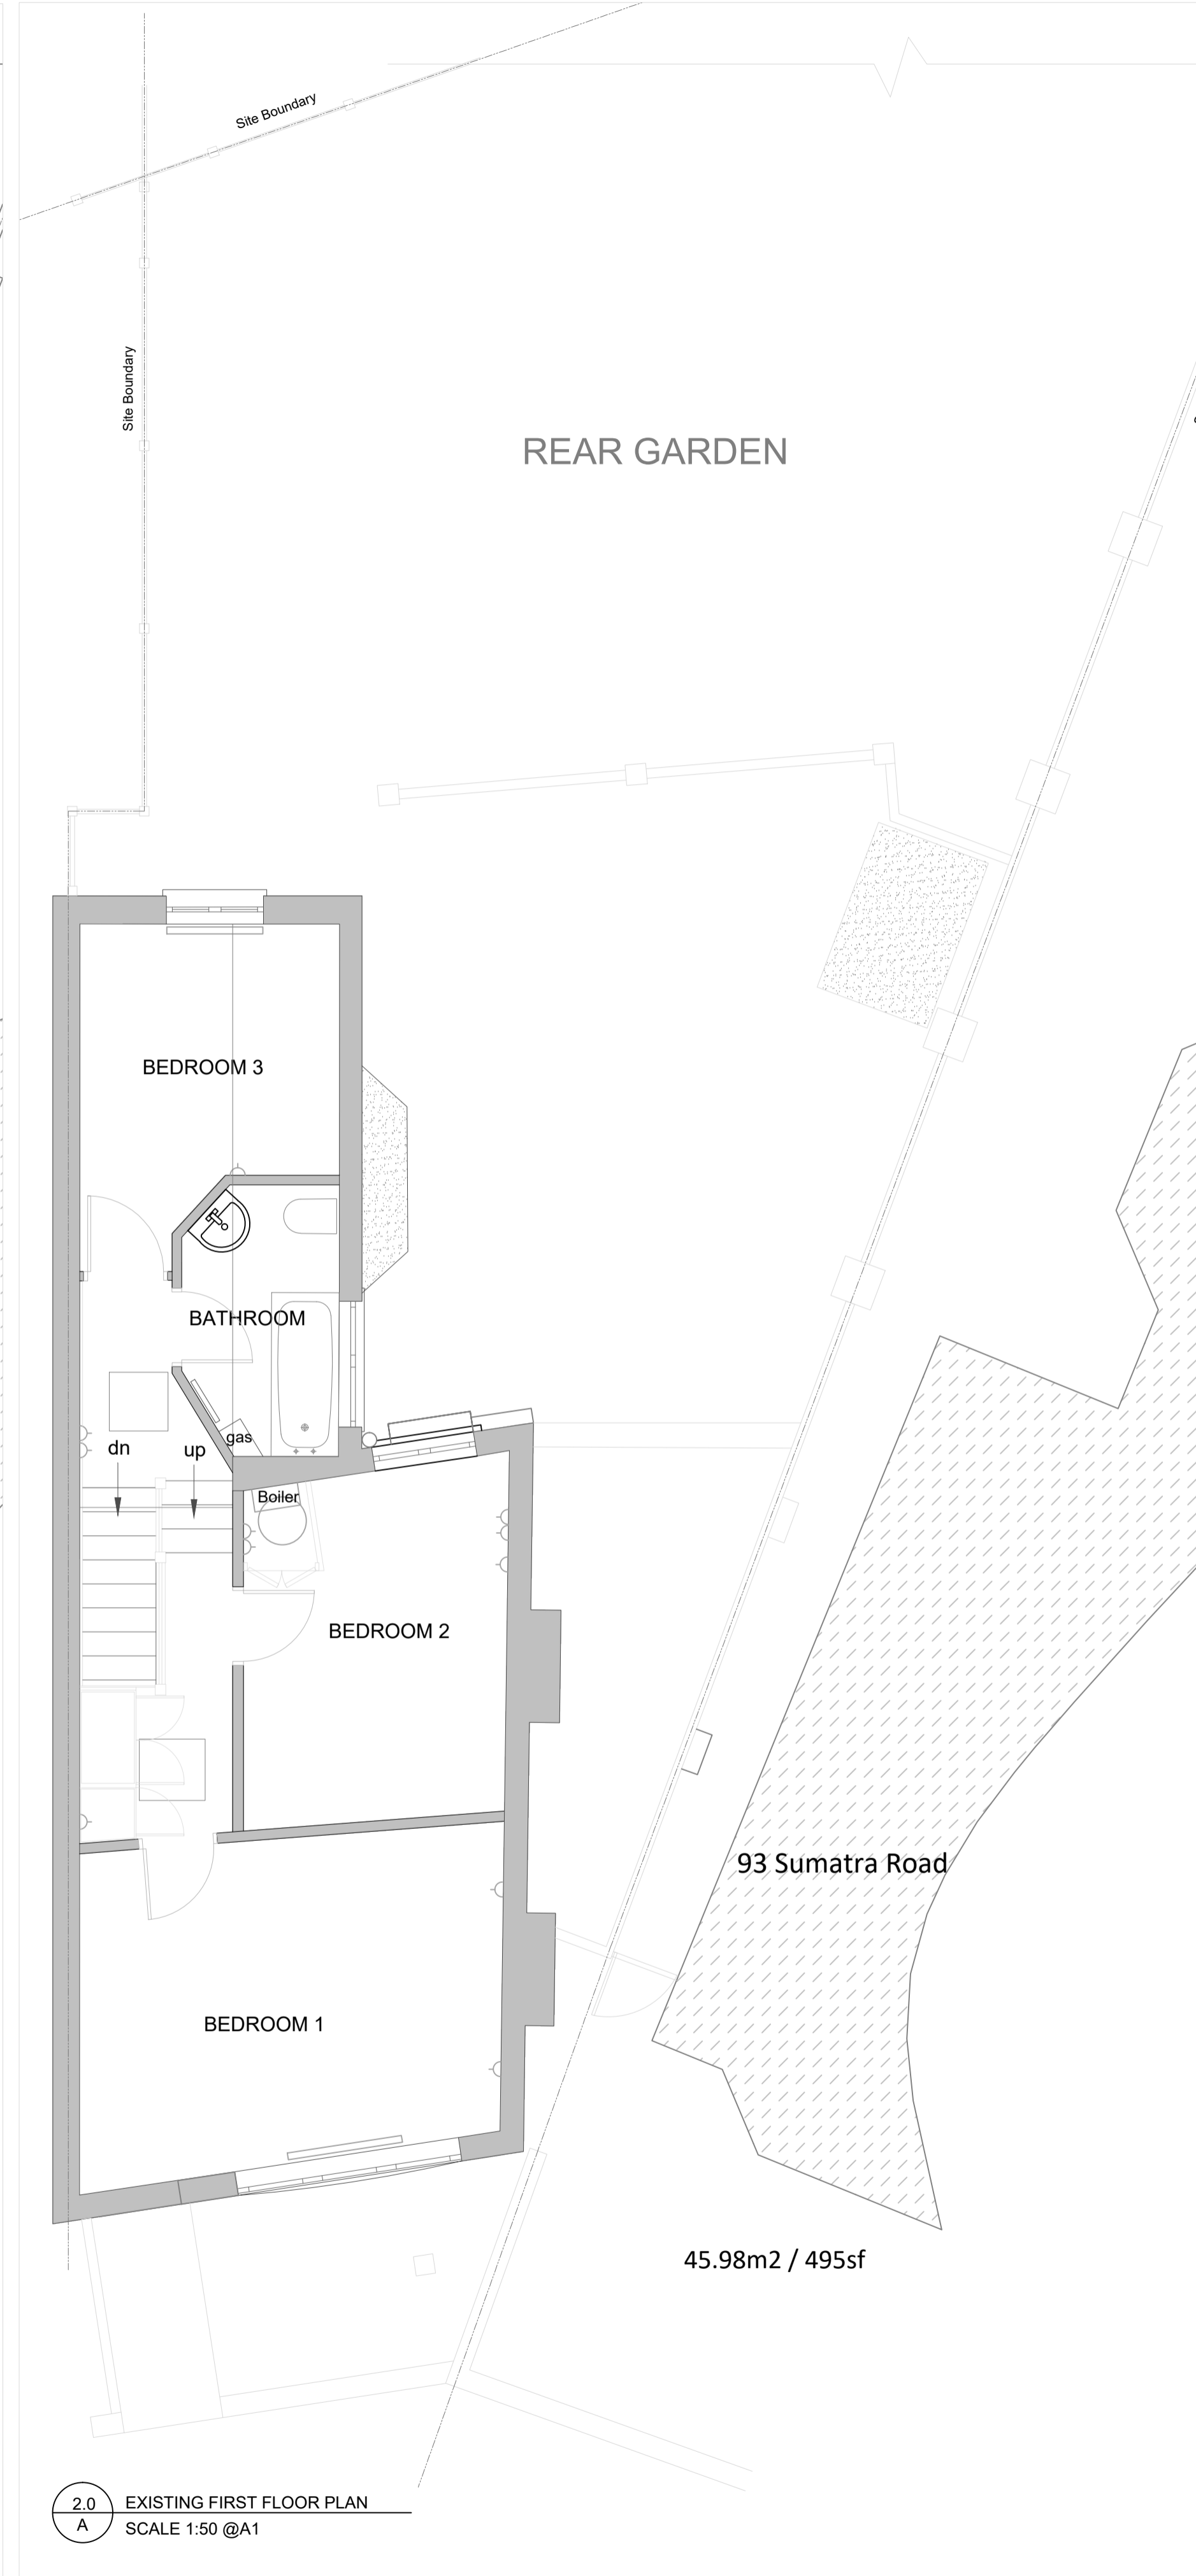 Site Boundary
Site Boundary
REAR GARDEN
BEDROOM 3
BATHROOM
gas
dn
up
Boiler
BEDROOM 2
93 Sumatra Road
BEDROOM 1
45.98m2 / 495sf
2.0
A
EXISTING FIRST FLOOR PLAN
SCALE 1:50 @A1